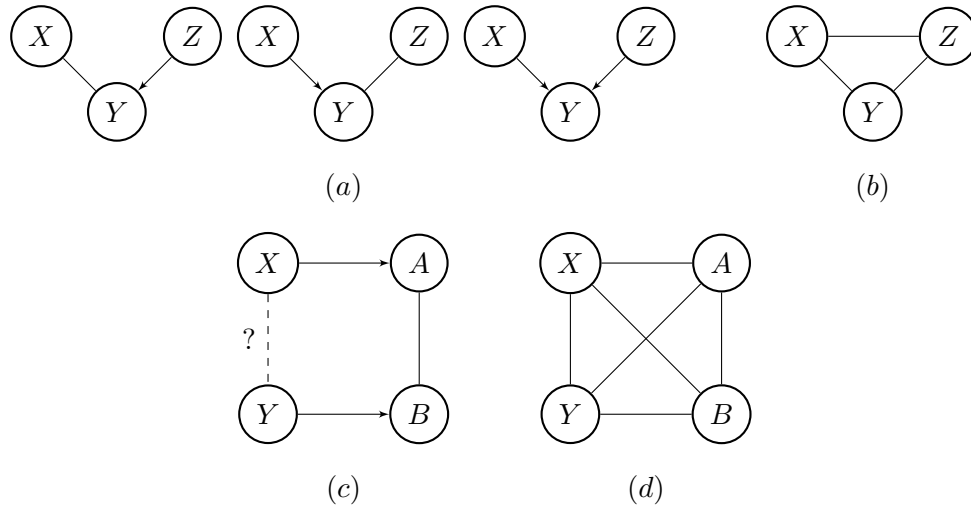 X Z X Z X Z X Z
Y Y Y Y
(a) (b)
X A X A
?
Y B Y B
(c) (d)